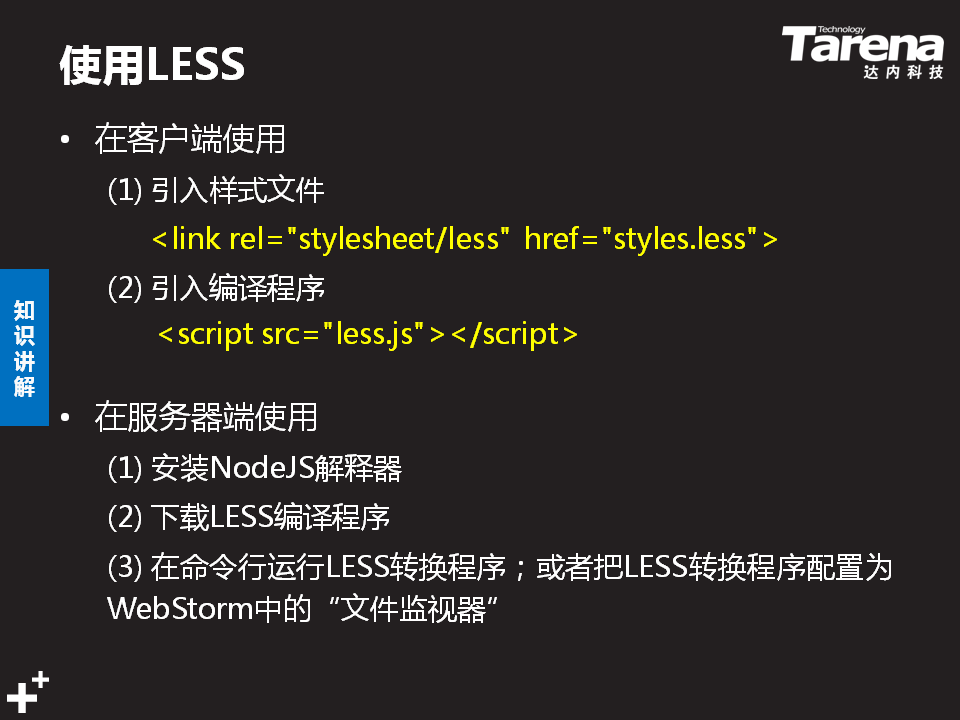 使用LESS
Technology
Tarena
达内科技
• 在客户端使用
(1) 引入样式文件
<link rel="stylesheet/less" href="styles.less">
(2) 引入编译程序
<script src="less.js"></script>
知识讲解
• 在服务器端使用
(1) 安装NodeJS解释器
(2) 下载LESS编译程序
(3) 在命令行运行LESS转换程序；或者把LESS转换程序配置为
WebStorm中的“文件监视器”